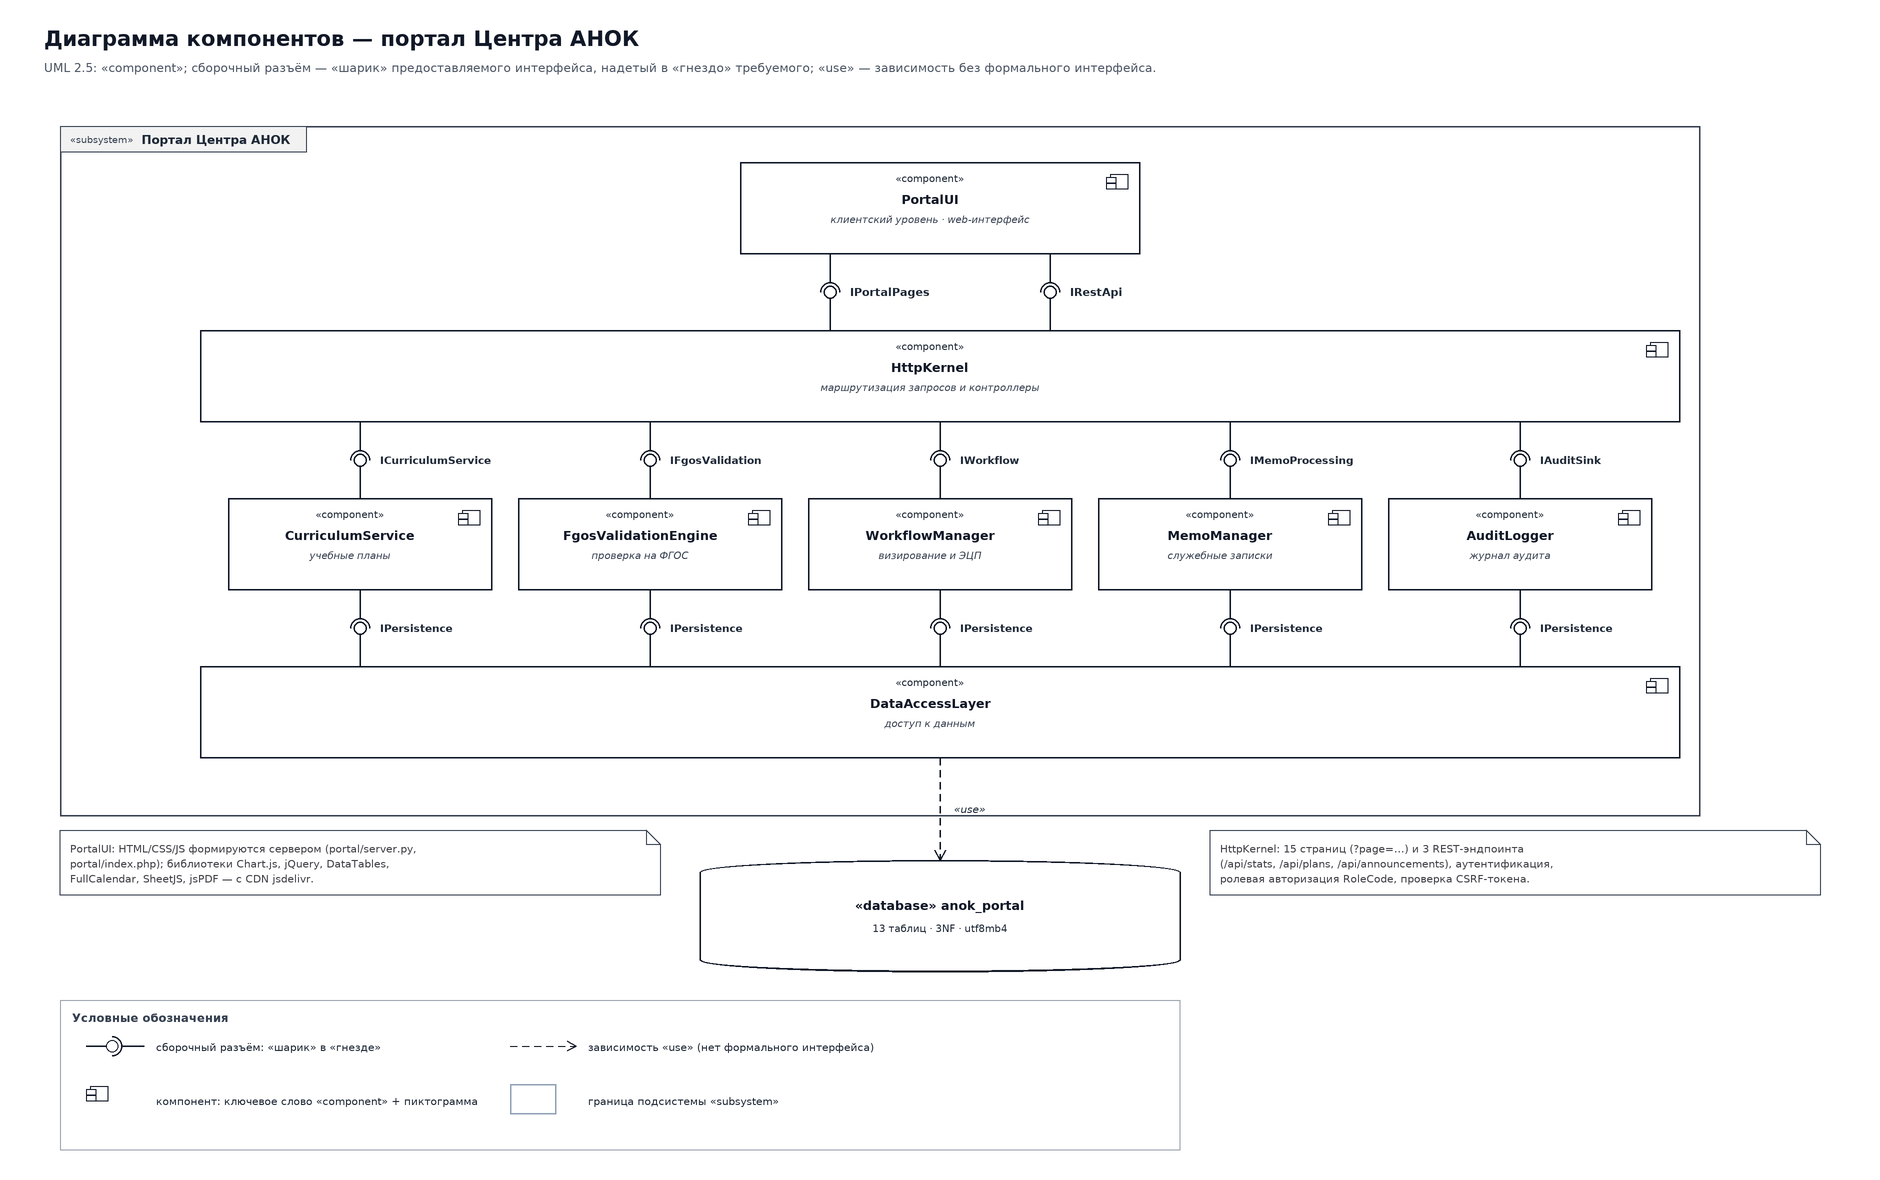 Диаграмма компонентов — портал Центра АНОК
UML 2.5: «component»; сборочный разъём — «шарик» предоставляемого интерфейса, надетый в «гнездо» требуемого; «use» — зависимость без формального интерфейса.
«subsystem» Портал Центра АНОК
«component»
PortalUI
клиентский уровень · web-интерфейс
IPortalPages
IRestApi
«component»
HttpKernel
маршрутизация запросов и контроллеры
ICurriculumService
IFgosValidation
IWorkflow
IMemoProcessing
IAuditSink
«component»
CurriculumService
учебные планы
«component»
FgosValidationEngine
проверка на ФГОС
«component»
WorkflowManager
визирование и ЭЦП
«component»
MemoManager
служебные записки
«component»
AuditLogger
журнал аудита
IPersistence
IPersistence
IPersistence
IPersistence
IPersistence
«component»
DataAccessLayer
доступ к данным
«use»
PortalUI: HTML/CSS/JS формируются сервером (portal/server.py,
portal/index.php); библиотеки Chart.js, jQuery, DataTables,
FullCalendar, SheetJS, jsPDF — с CDN jsdelivr.
HttpKernel: 15 страниц (?page=…) и 3 REST-эндпоинта
(/api/stats, /api/plans, /api/announcements), аутентификация,
ролевая авторизация RoleCode, проверка CSRF-токена.
«database» anok_portal
13 таблиц · 3NF · utf8mb4
Условные обозначения
сборочный разъём: «шарик» в «гнезде»
зависимость «use» (нет формального интерфейса)
компонент: ключевое слово «component» + пиктограмма
граница подсистемы «subsystem»